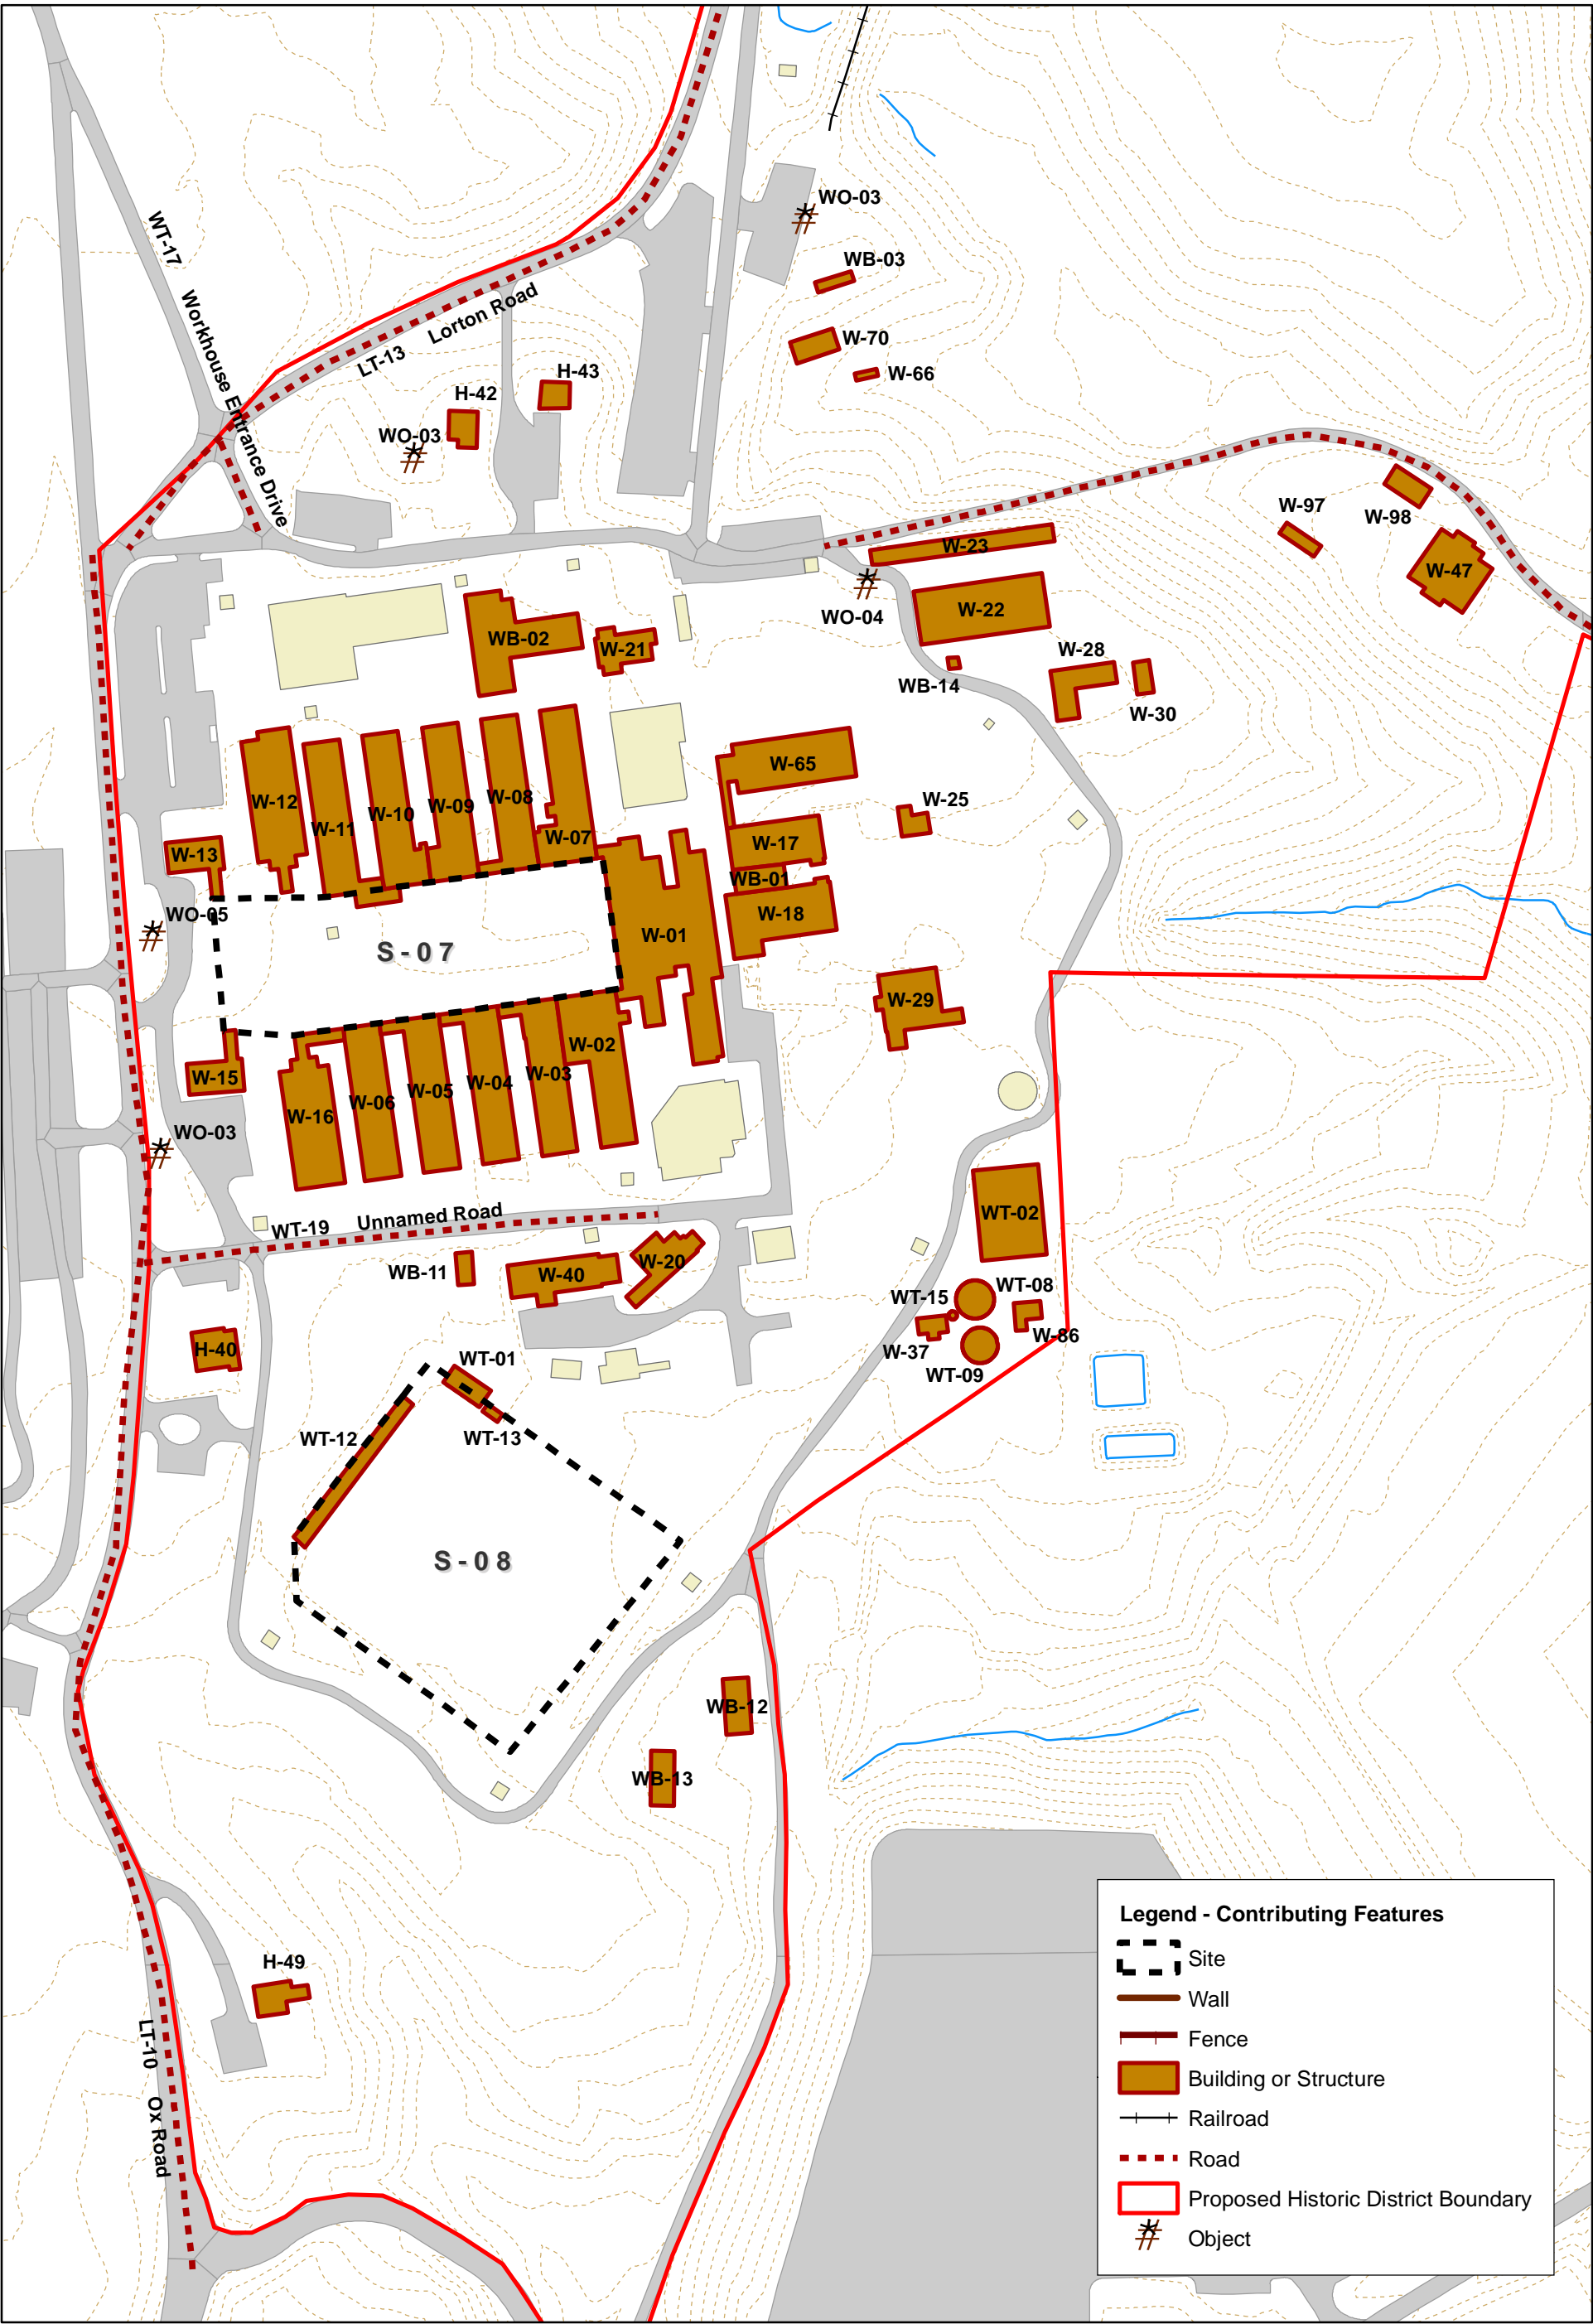 WT-17
Workhouse Entrance Drive
LT-13
Lorton Road
WO-03
WB-03
W-70
W-66
H-43
H-42
WO-03
W-97
W-98
W-47
W-23
W-22
WO-04
WB-02
W-21
W-28
WB-14
W-30
W-65
W-25
W-12
W-11
W-10
W-09
W-08
W-07
W-17
W-13
WB-01
W-18
WO-05
W-01
S-07
W-29
W-02
W-03
W-04
W-05
W-06
W-15
W-16
WO-03
WT-19
Unnamed Road
WT-02
WB-11
W-40
W-20
WT-15
WT-08
W-86
W-37
WT-09
H-40
WT-01
WT-13
WT-12
S-08
WB-12
WB-13
H-49
LT-10
Ox Road
Legend - Contributing Features
Site
Wall
Fence
Building or Structure
Railroad
Road
Proposed Historic District Boundary
Object